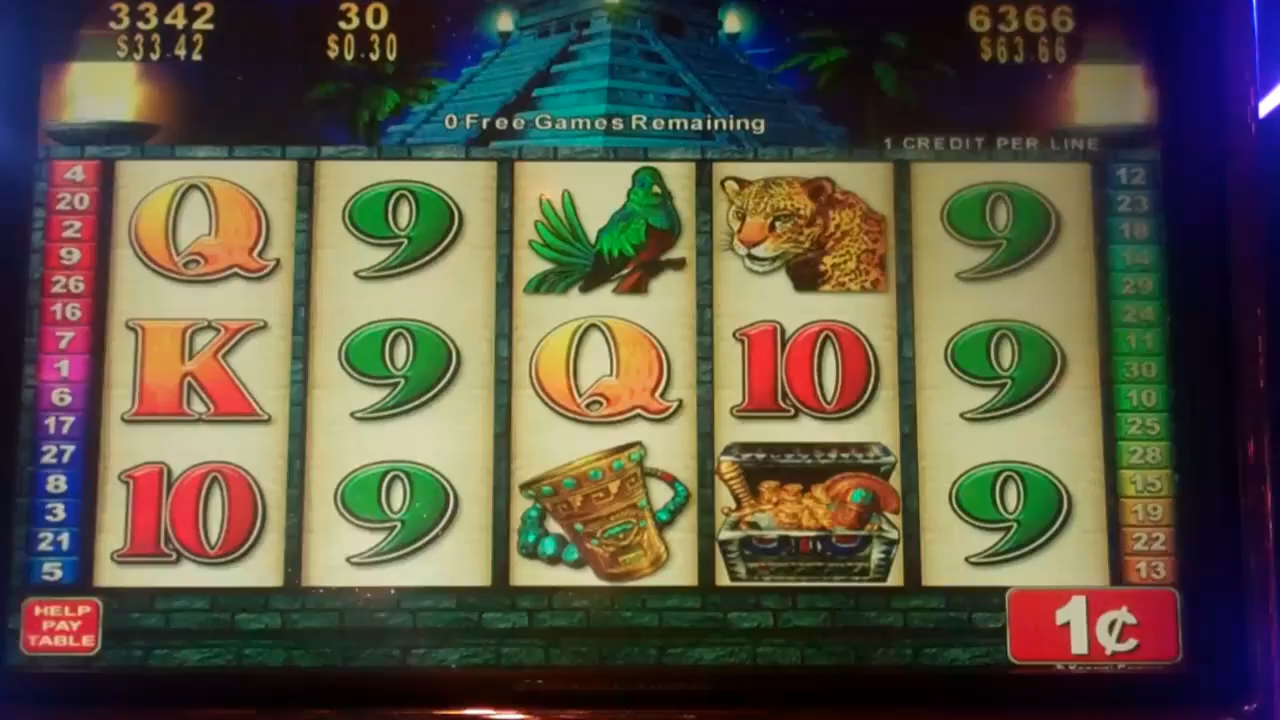 3342 30 6366
$33.42 $0.30 $63.66
0 Free Games Remaining
1 CREDIT PER LINE
4 12
20 23
2 18
9 14
26 29
16 24
7 11
1 30
6 10
17 25
27 28
8 15
3 19
21 22
5 13
Q 9 9
K 9 Q 10 9
10 9 9
HELP
PAY
TABLE
1¢